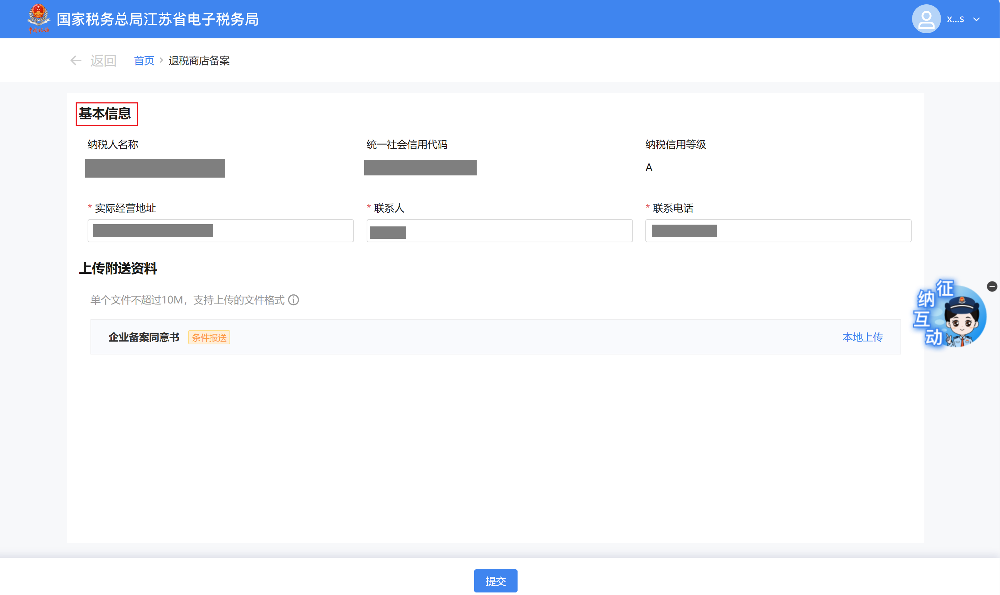 国家税务总局江苏省电子税务局
x...s
返回 首页 > 退税商店备案
基本信息
纳税人名称 统一社会信用代码 纳税信用等级
A
* 实际经营地址 * 联系人 * 联系电话
上传附送资料
单个文件不超过10M，支持上传的文件格式
企业备案同意书 条件报送 本地上传
征纳互动
提交